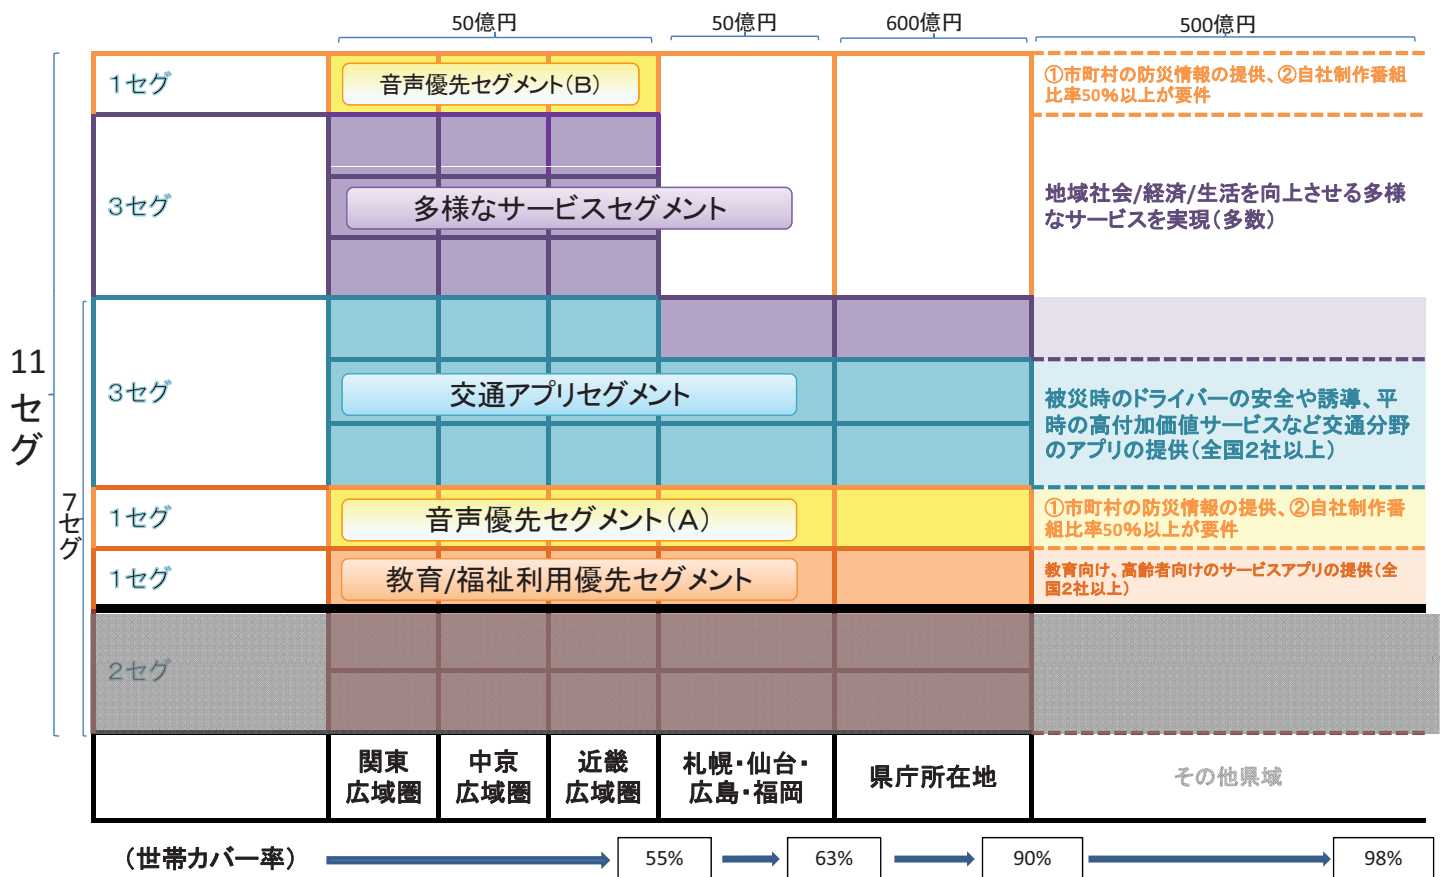 50億円
50億円
600億円
500億円
1セグ
音声優先セグメント(B)
①市町村の防災情報の提供、②自社制作番組
比率50%以上が要件
3セグ
多様なサービスセグメント
地域社会/経済/生活を向上させる多様
なサービスを実現(多数)
11
セ
グ
7
セ
グ
3セグ
交通アプリセグメント
被災時のドライバーの安全や誘導、平
時の高付加価値サービスなど交通分野
のアプリの提供(全国2社以上)
1セグ
音声優先セグメント(A)
①市町村の防災情報の提供、②自社制作番
組比率50%以上が要件
1セグ
教育/福祉利用優先セグメント
教育向け、高齢者向けのサービスアプリの提供(全
国2社以上)
2セグ
関東
広域圏
中京
広域圏
近畿
広域圏
札幌・仙台・
広島・福岡
県庁所在地
その他県域
(世帯カバー率)
55%
63%
90%
98%